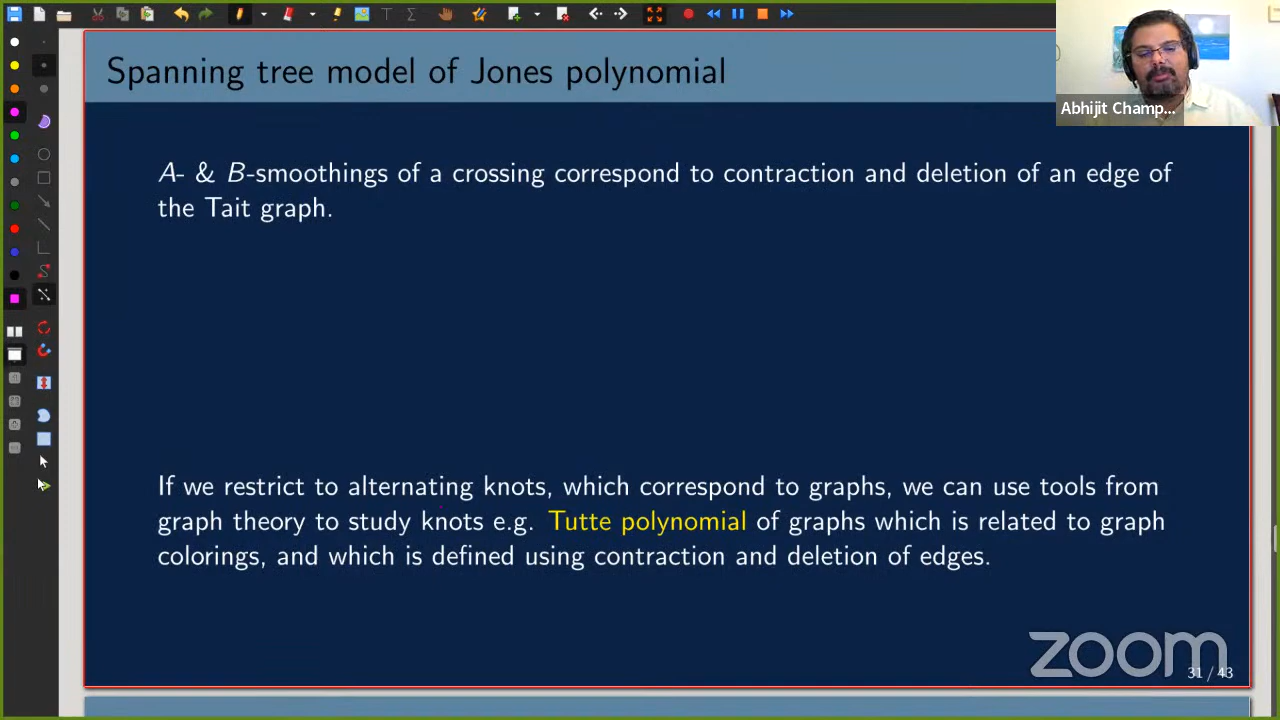 Spanning tree model of Jones polynomial
Abhijit Champ...
A- & B-smoothings of a crossing correspond to contraction and deletion of an edge of
the Tait graph.
If we restrict to alternating knots, which correspond to graphs, we can use tools from
graph theory to study knots e.g. Tutte polynomial of graphs which is related to graph
colorings, and which is defined using contraction and deletion of edges.
zoom
31 / 43